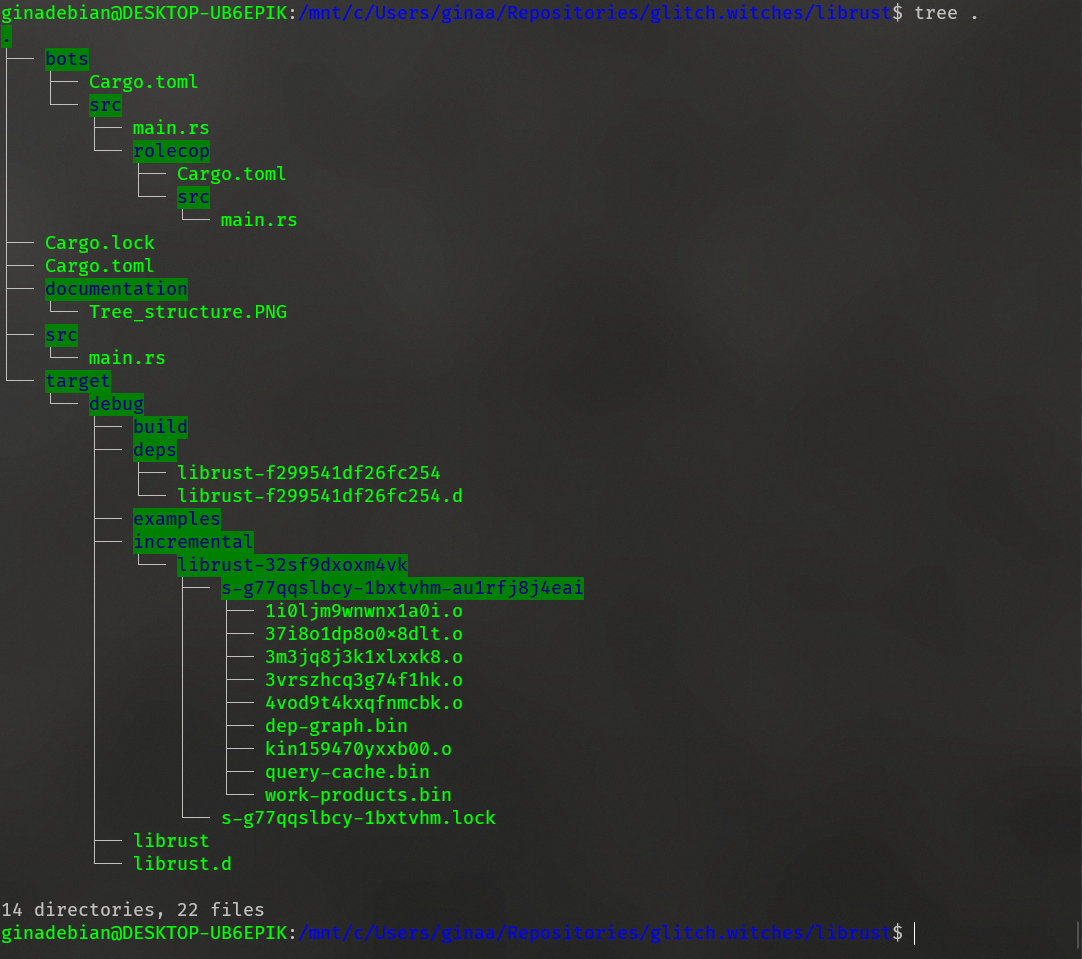 ginadebian@DESKTOP-UB6EPIK:/mnt/c/Users/ginaa/Repositories/glitch.witches/librust$ tree .
.
├── bots
│   ├── Cargo.toml
│   └── src
│       ├── main.rs
│       └── rolecop
│           ├── Cargo.toml
│           └── src
│               └── main.rs
├── Cargo.lock
├── Cargo.toml
├── documentation
│   └── Tree_structure.PNG
├── src
│   └── main.rs
└── target
    └── debug
        ├── build
        ├── deps
        │   ├── librust-f299541df26fc254
        │   └── librust-f299541df26fc254.d
        ├── examples
        ├── incremental
        │   └── librust-32sf9dxoxm4vk
        │       ├── s-g77qqslbcy-1bxtvhm-au1rfj8j4eai
        │       │   ├── 1i0ljm9wnwnx1a0i.o
        │       │   ├── 37i8o1dp8o0×8dlt.o
        │       │   ├── 3m3jq8j3k1xlxxk8.o
        │       │   ├── 3vrszhcq3g74f1hk.o
        │       │   ├── 4vod9t4kxqfnmcbk.o
        │       │   ├── dep-graph.bin
        │       │   ├── kin159470yxxb00.o
        │       │   ├── query-cache.bin
        │       │   └── work-products.bin
        │       └── s-g77qqslbcy-1bxtvhm.lock
        ├── librust
        └── librust.d
14 directories, 22 files
ginadebian@DESKTOP-UB6EPIK:/mnt/c/Users/ginaa/Repositories/glitch.witches/librust$